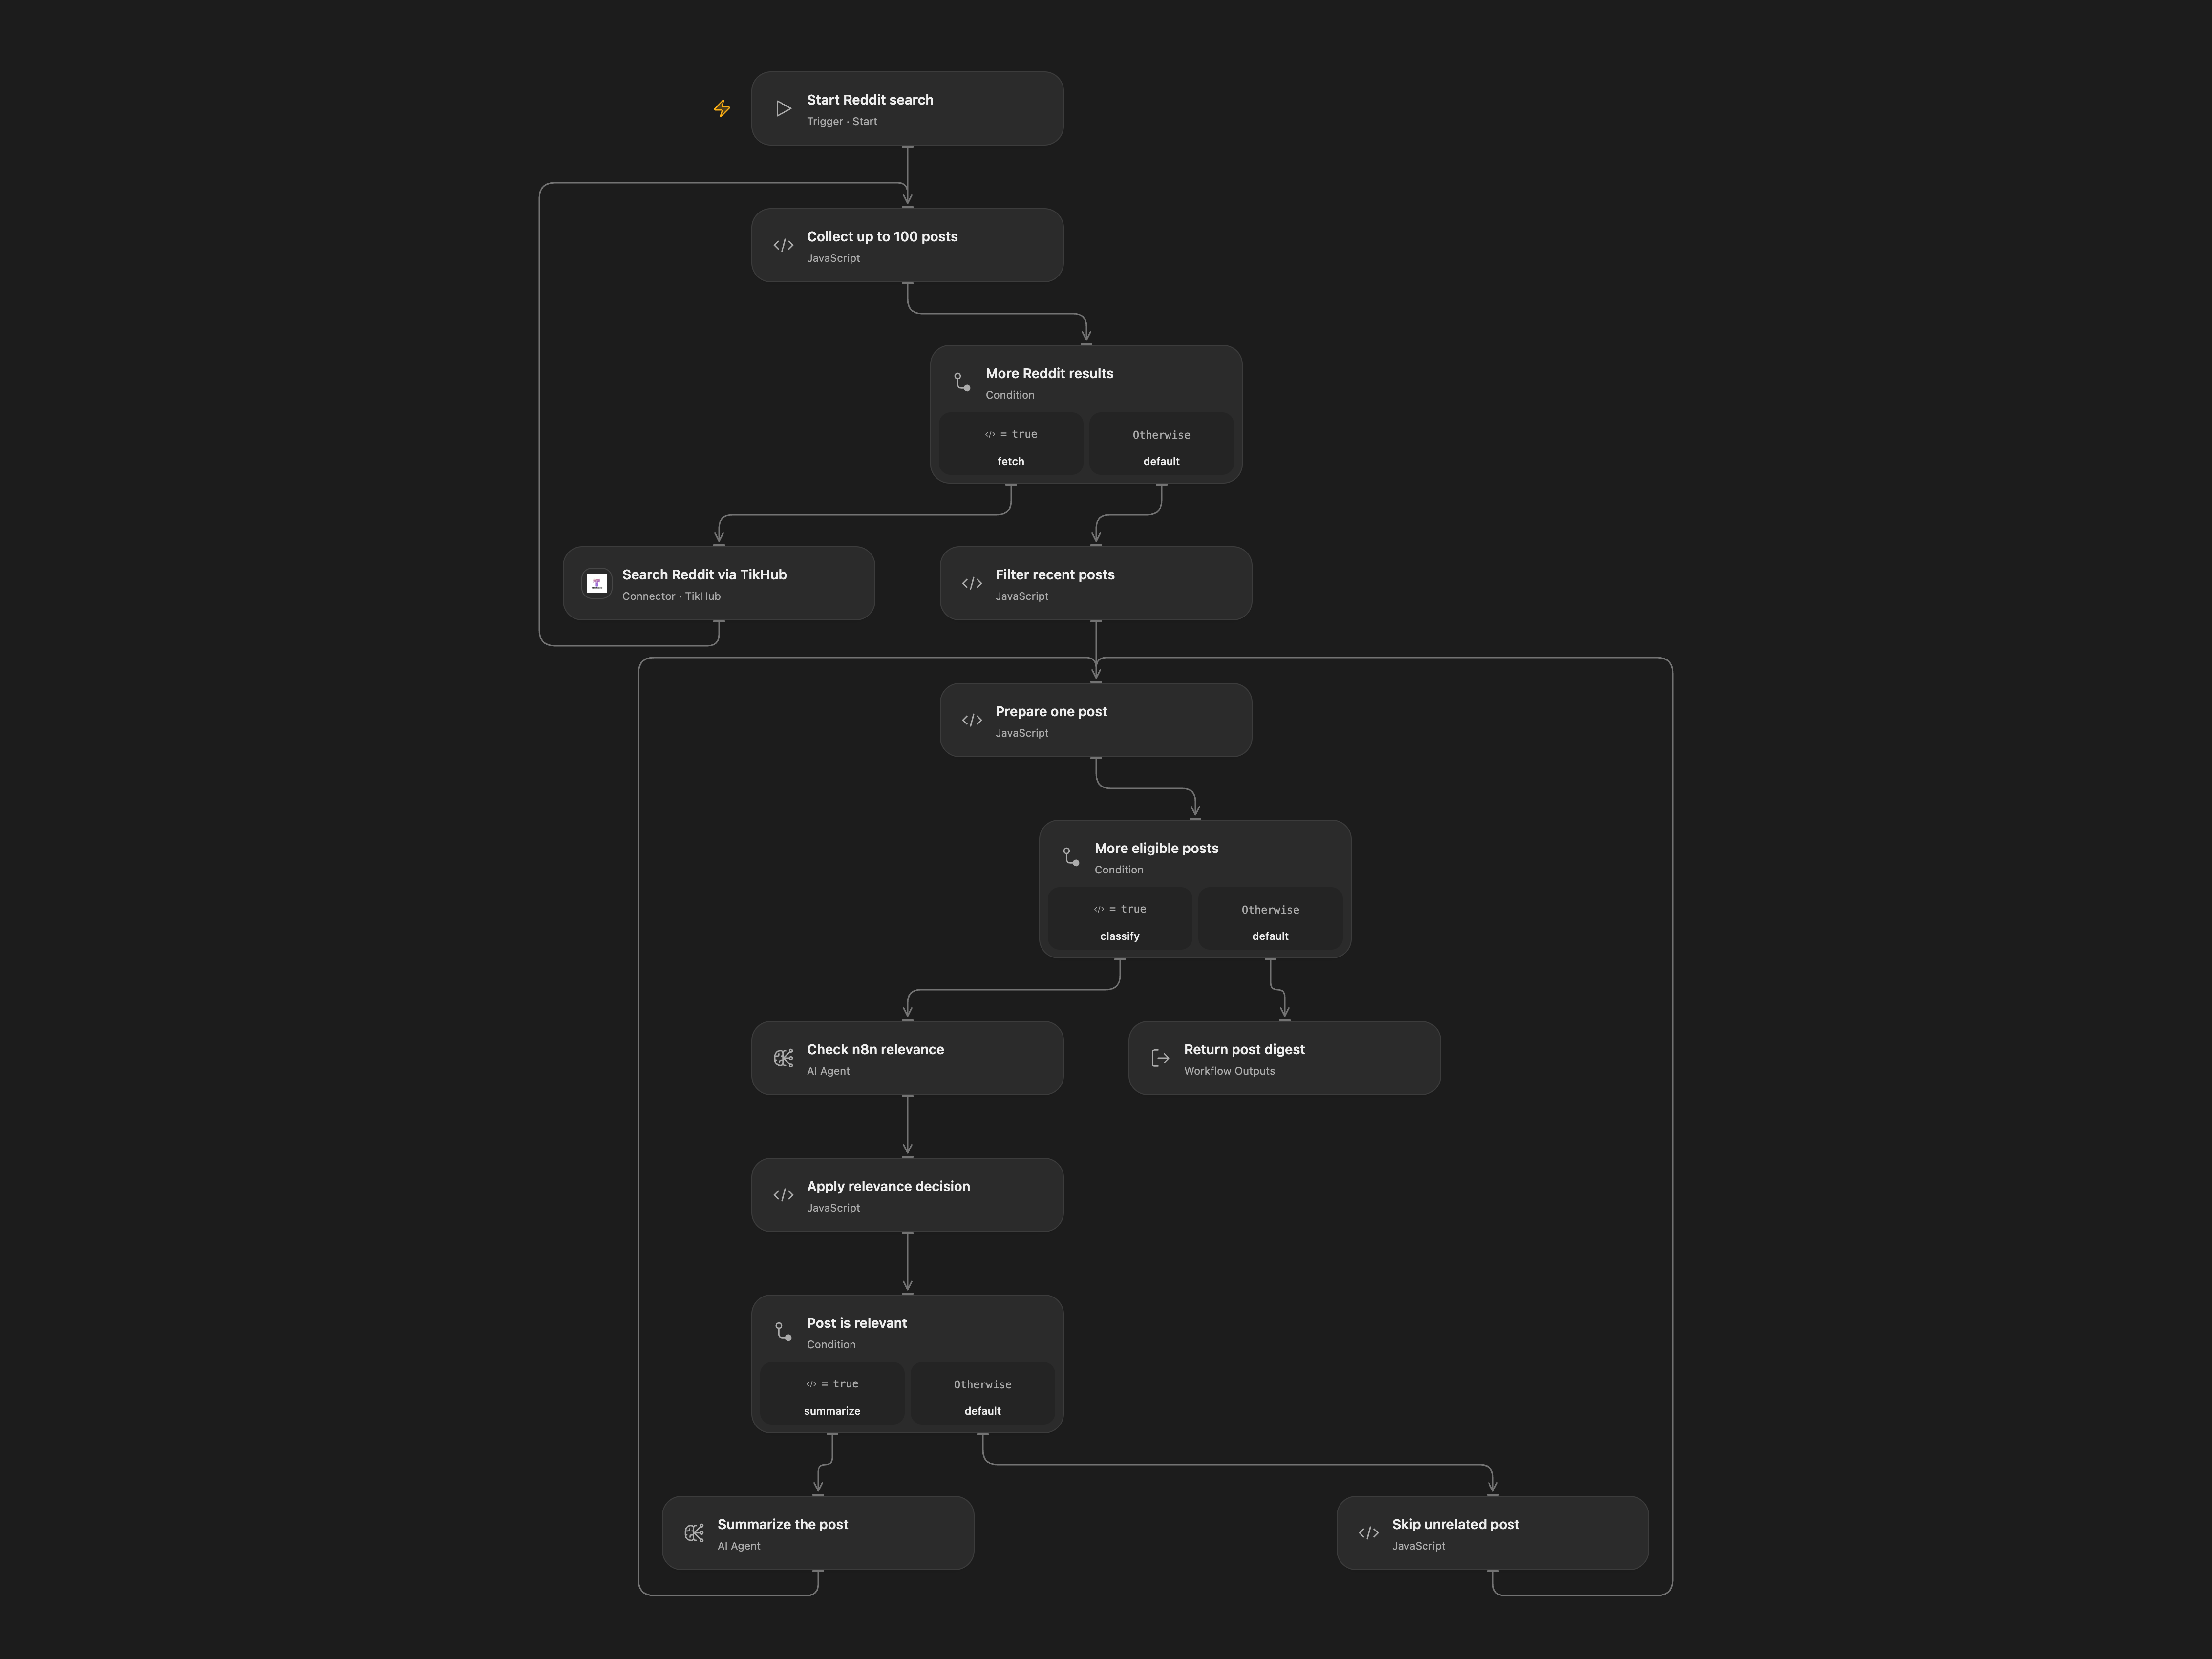 Start Reddit search
Trigger · Start
Collect up to 100 posts
JavaScript
More Reddit results
Condition
</> = true
fetch
Otherwise
default
Search Reddit via TikHub
Connector · TikHub
Filter recent posts
JavaScript
Prepare one post
JavaScript
More eligible posts
Condition
</> = true
classify
Otherwise
default
Check n8n relevance
AI Agent
Return post digest
Workflow Outputs
Apply relevance decision
JavaScript
Post is relevant
Condition
</> = true
summarize
Otherwise
default
Summarize the post
AI Agent
Skip unrelated post
JavaScript